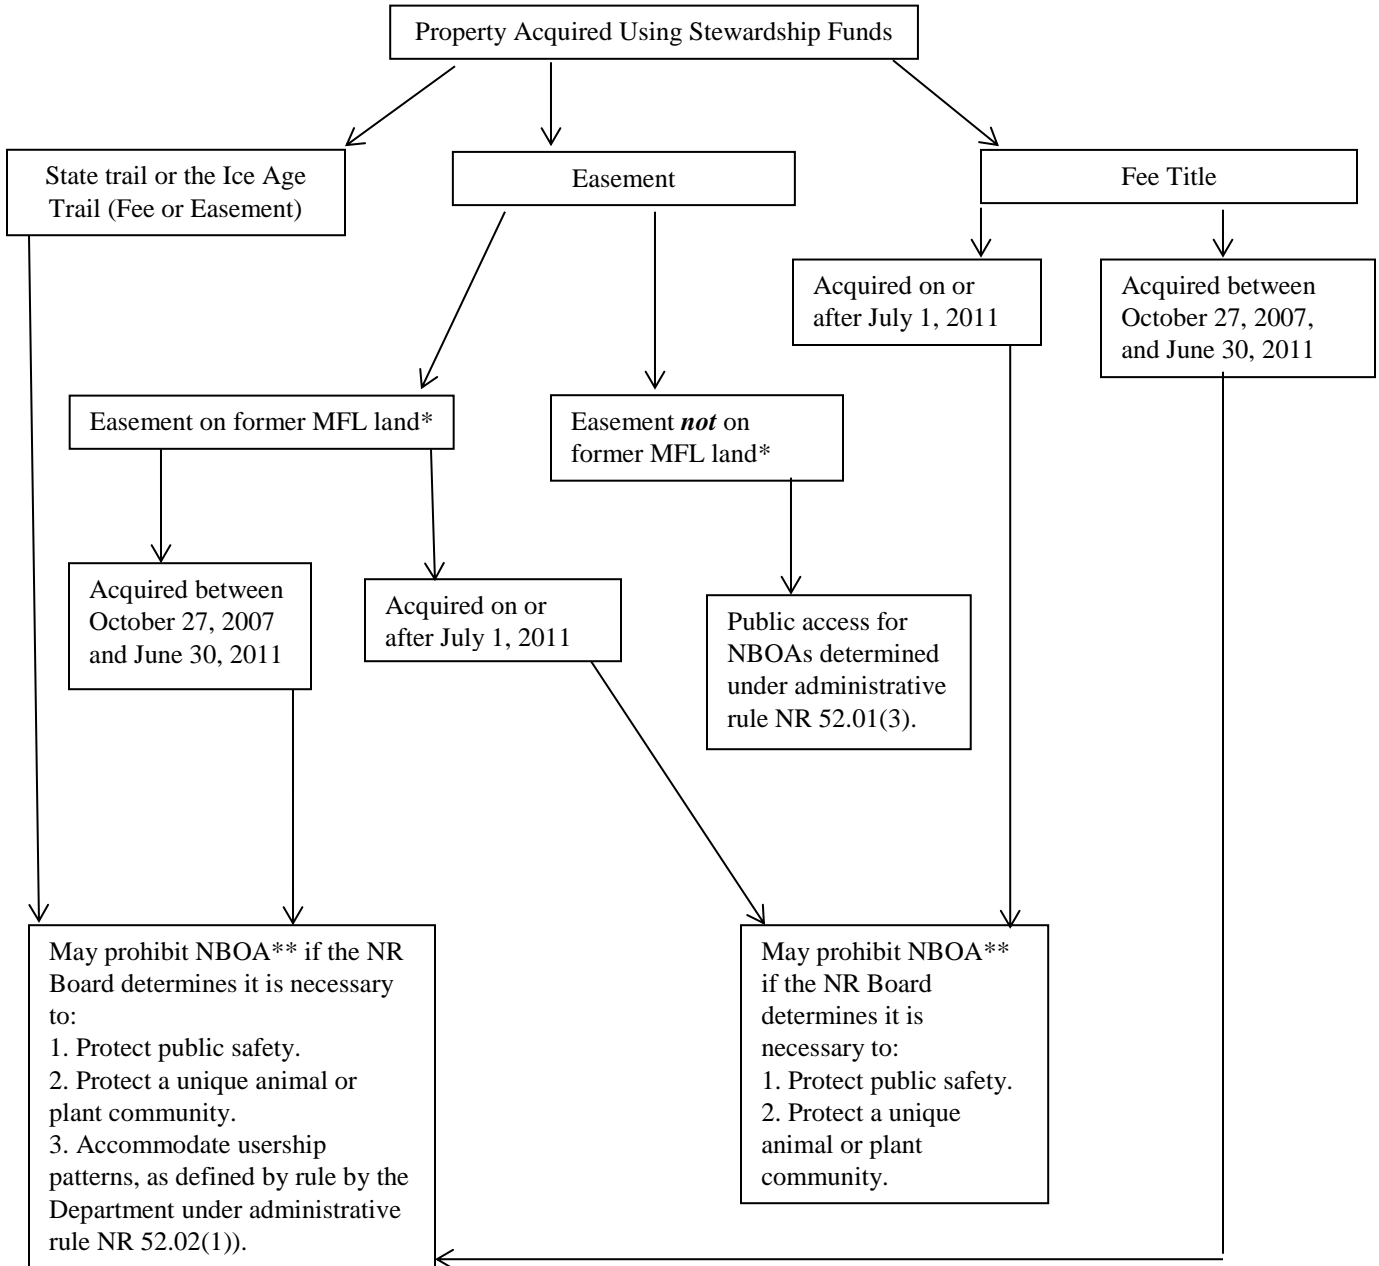 Property Acquired Using Stewardship Funds
State trail or the Ice Age
Trail (Fee or Easement)
Easement
Fee Title
Acquired on or
after July 1, 2011
Acquired between
October 27, 2007,
and June 30, 2011
Easement on former MFL land*
Easement not on
former MFL land*
Acquired between
October 27, 2007
and June 30, 2011
Acquired on or
after July 1, 2011
Public access for
NBOAs determined
under administrative
rule NR 52.01(3).
May prohibit NBOA** if the NR
Board determines it is necessary
to:
1. Protect public safety.
2. Protect a unique animal or
plant community.
3. Accommodate usership
patterns, as defined by rule by the
Department under administrative
rule NR 52.02(1)).
May prohibit NBOA**
if the NR Board
determines it is
necessary to:
1. Protect public safety.
2. Protect a unique
animal or plant
community.